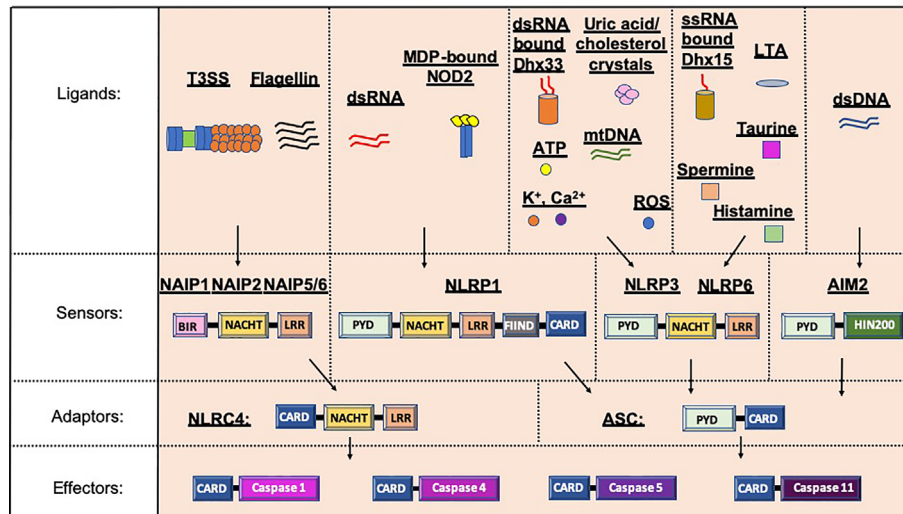 Ligands:
T3SS Flagellin
dsRNA
MDP-bound
NOD2
dsRNA
bound
Dhx33
Uric acid/
cholesterol
crystals
ATP
mtDNA
K+, Ca2+
ROS
ssRNA
bound
Dhx15
LTA
Taurine
Spermine
Histamine
dsDNA
Sensors:
NAIP1 NAIP2 NAIP5/6
BIR NACHT LRR
NLRP1
PYD NACHT LRR FIIND CARD
NLRP3 NLRP6
PYD NACHT LRR
AIM2
PYD HIN200
Adaptors:
NLRC4: CARD NACHT LRR
ASC: PYD CARD
Effectors:
CARD Caspase 1
CARD Caspase 4
CARD Caspase 5
CARD Caspase 11